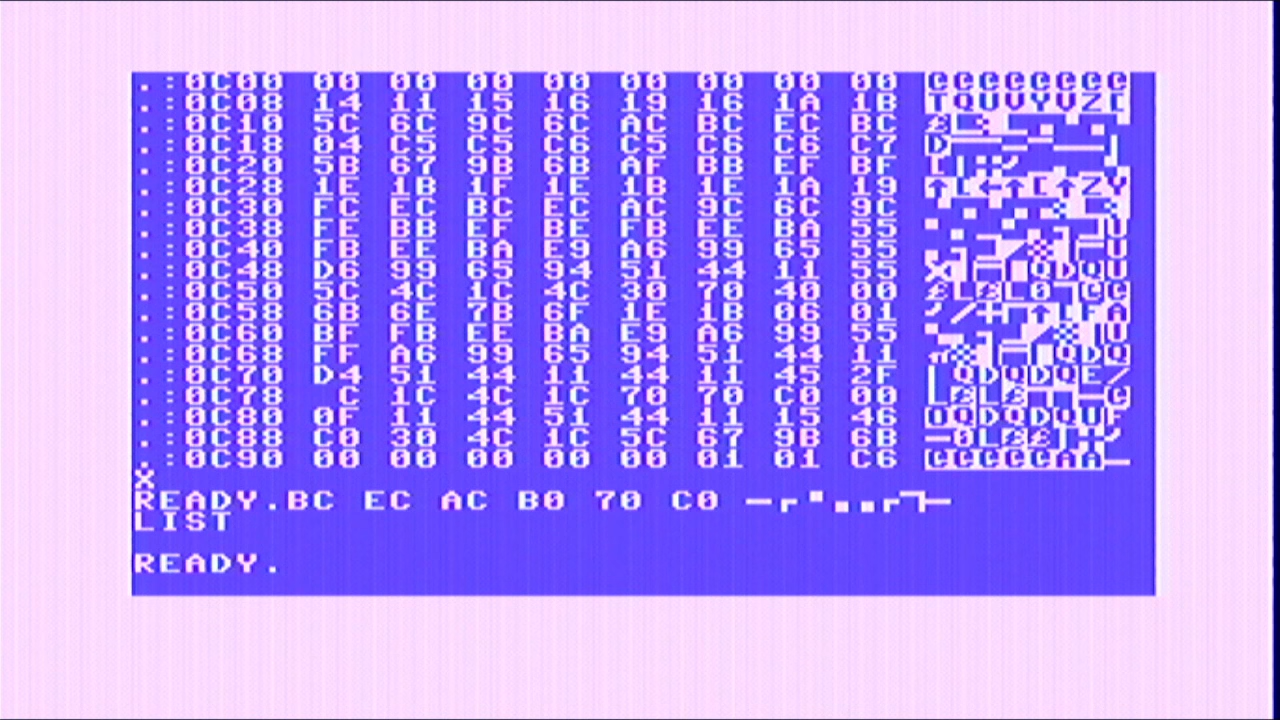 .:0C00 00 00 00 00 00 00 00 00
.:0C08 14 11 15 16 19 16 1A 1B
.:0C10 5C 6C 9C 6C AC BC EC BC
.:0C18 04 C5 C5 C6 C5 C6 C6 C7
.:0C20 5B 67 9B 6B AF BB EF BF
.:0C28 1E 1B 1F 1E 1B 1E 1A 19
.:0C30 FC EC BC EC AC 9C 6C 9C
.:0C38 FE BB EF BE FB EE BA 55
.:0C40 FB EE BA E9 A6 99 65 55
.:0C48 D6 99 65 94 51 44 11 55
.:0C50 5C 4C 1C 4C 30 70 40 00
.:0C58 6B 6E 7B 6F 1E 1B 06 01
.:0C60 BF FB EE BA E9 A6 99 55
.:0C68 FF A6 99 65 94 51 44 11
.:0C70 D4 51 44 11 44 11 45 2F
.:0C78  C 1C 4C 1C 70 70 C0 00
.:0C80 0F 11 44 51 44 11 15 46
.:0C88 C0 30 4C 1C 5C 67 9B 6B
.:0C90 00 00 00 00 00 01 01 C6
X
READY.BC EC AC B0 70 C0
LIST
READY.